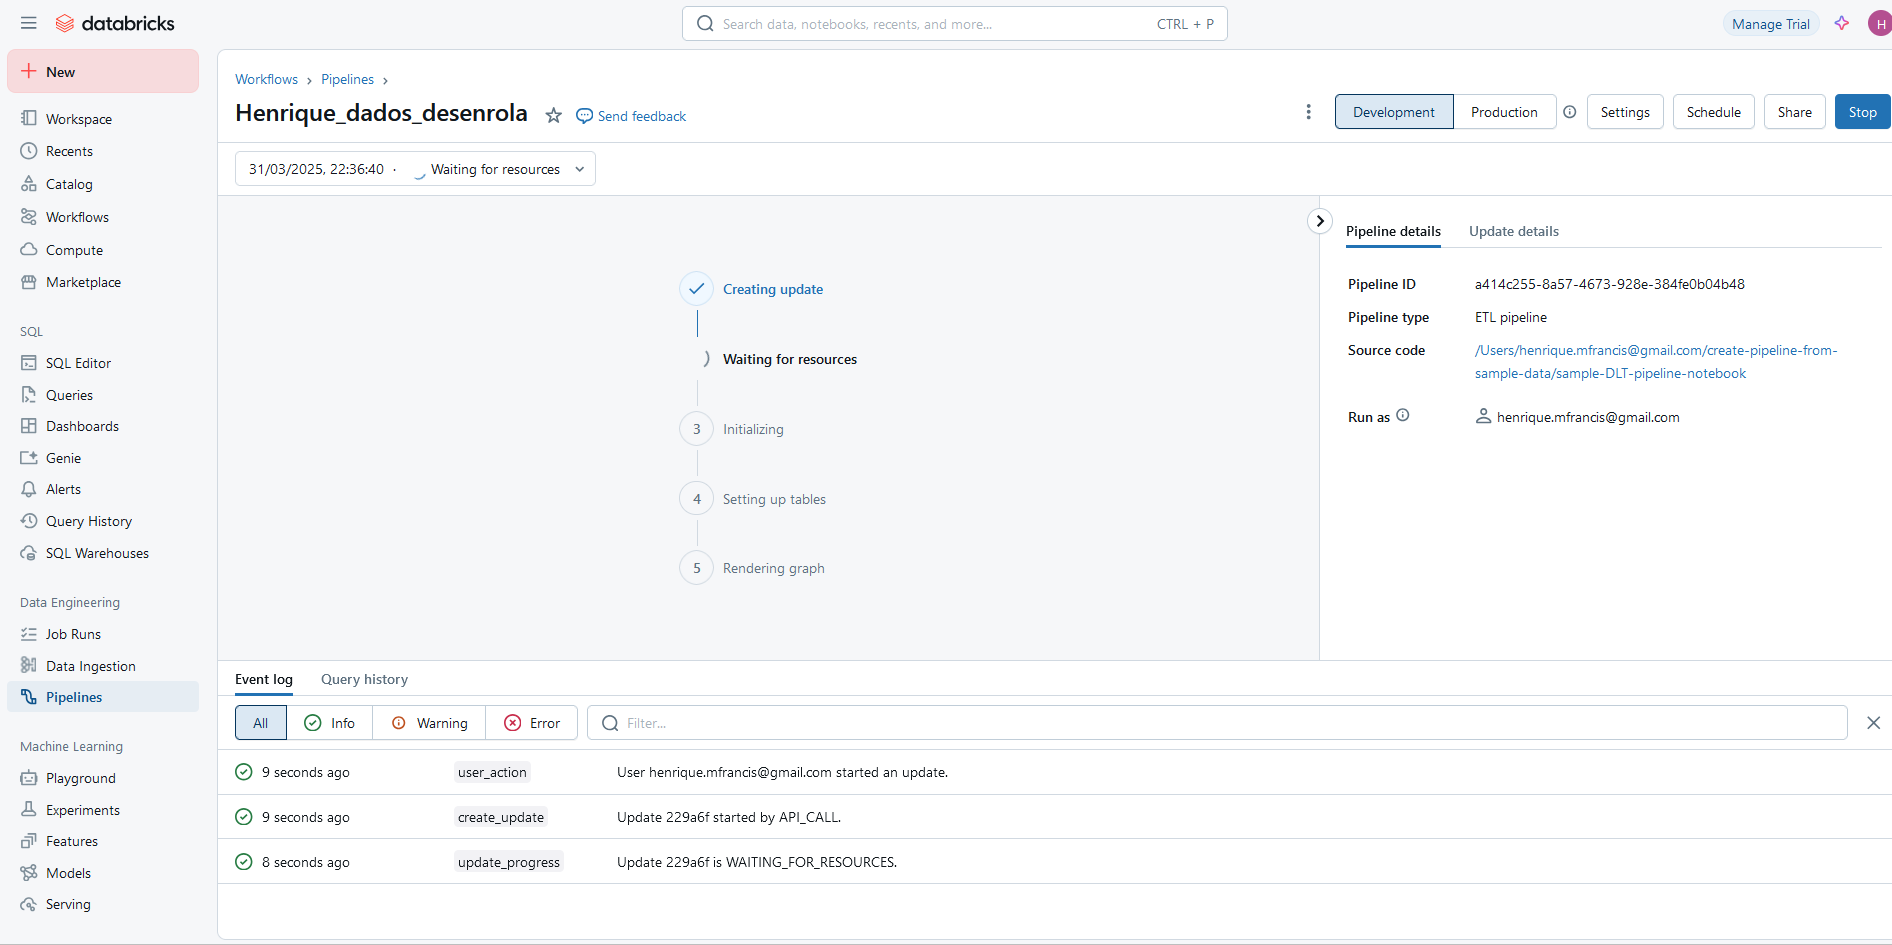 databricks
Search data, notebooks, recents, and more...
CTRL + P
Manage Trial
H
New
Workspace
Recents
Catalog
Workflows
Compute
Marketplace
SQL
SQL Editor
Queries
Dashboards
Genie
Alerts
Query History
SQL Warehouses
Data Engineering
Job Runs
Data Ingestion
Pipelines
Machine Learning
Playground
Experiments
Features
Models
Serving
Workflows › Pipelines ›
Henrique_dados_desenrola
Send feedback
Development
Production
Settings
Schedule
Share
Stop
31/03/2025, 22:36:40 · Waiting for resources
Creating update
Waiting for resources
3 Initializing
4 Setting up tables
5 Rendering graph
Pipeline details
Update details
Pipeline ID a414c255-8a57-4673-928e-384fe0b04b48
Pipeline type ETL pipeline
Source code /Users/henrique.mfrancis@gmail.com/create-pipeline-from-
sample-data/sample-DLT-pipeline-notebook
Run as henrique.mfrancis@gmail.com
Event log
Query history
All
Info
Warning
Error
Filter...
9 seconds ago user_action User henrique.mfrancis@gmail.com started an update.
9 seconds ago create_update Update 229a6f started by API_CALL.
8 seconds ago update_progress Update 229a6f is WAITING_FOR_RESOURCES.